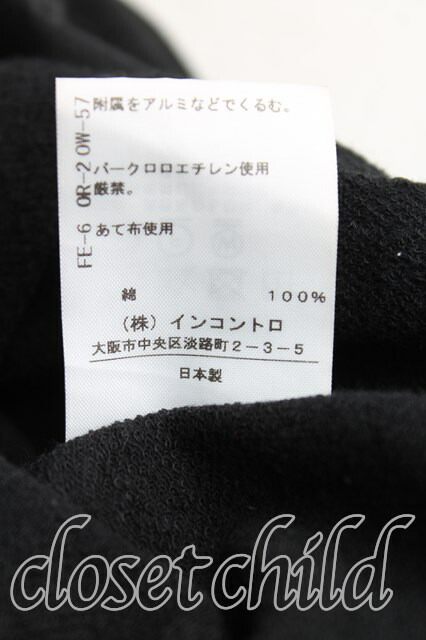 附属をアルミなどでくるむ。
パークロロエチレン使用
厳禁。
あて布使用
FE-6 OR-2 OW-57
綿 100%
(株)インコントロ
大阪市中央区淡路町2-3-5
日本製
closet child